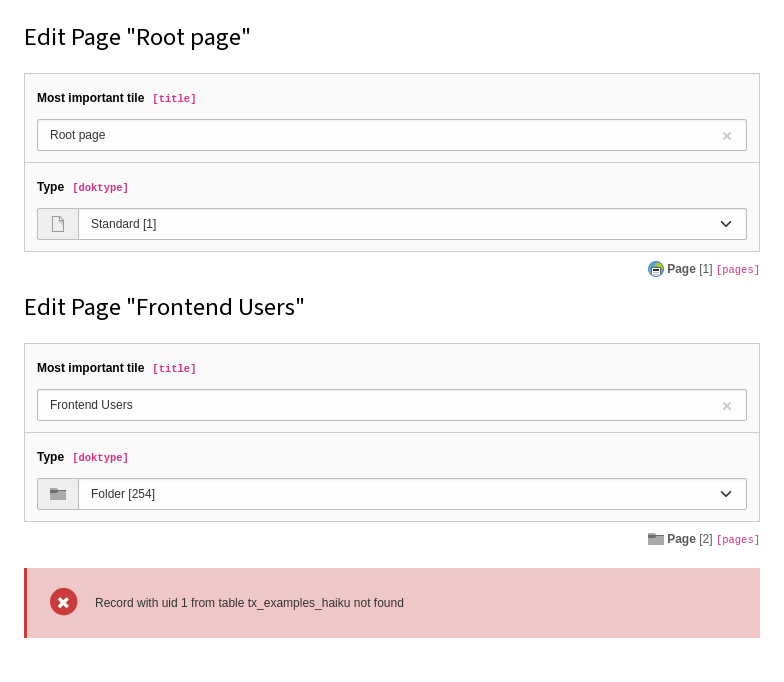 Edit Page "Root page"
Most important tile [title]
Root page
Type [doktype]
Standard [1]
Page [1] [pages]
Edit Page "Frontend Users"
Most important tile [title]
Frontend Users
Type [doktype]
Folder [254]
Page [2] [pages]
Record with uid 1 from table tx_examples_haiku not found